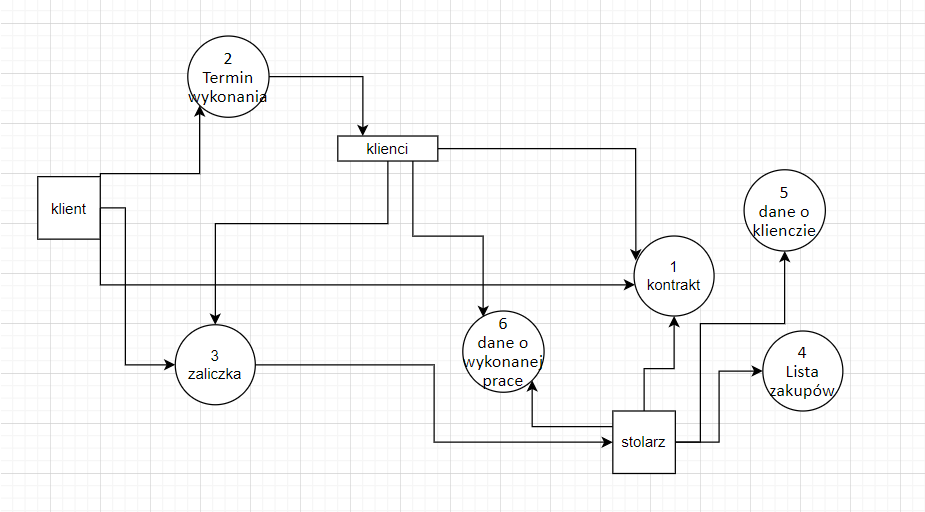 2
Termin
wykonania
klienci
klient
5
dane o
klienczie
1
kontrakt
6
dane o
wykonanej
prace
3
zaliczka
4
Lista
zakupów
stolarz